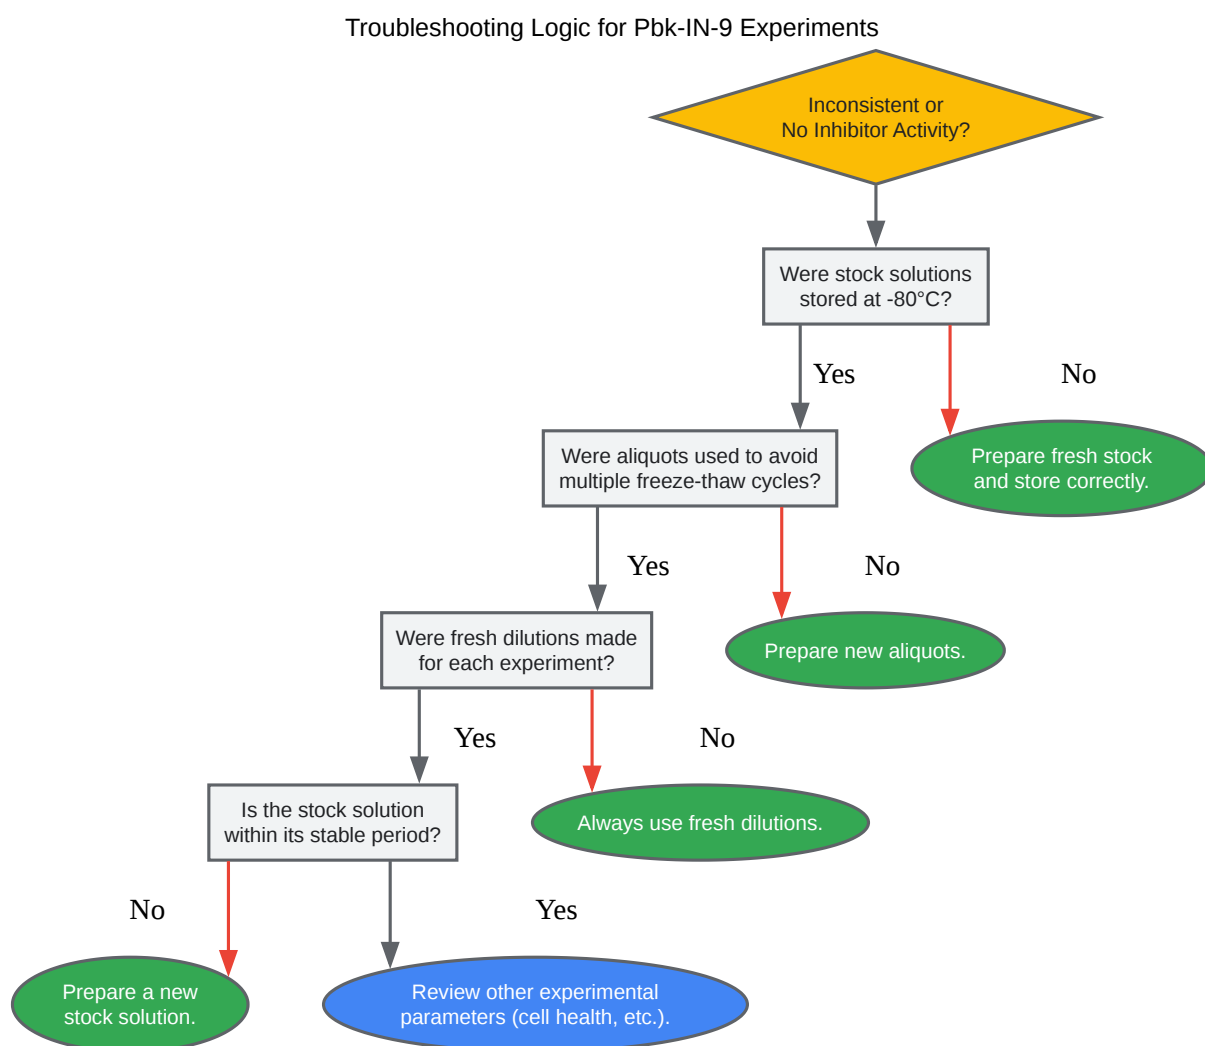 Troubleshooting Logic for Pbk-IN-9 Experiments
Inconsistent or
No Inhibitor Activity?
Were stock solutions
stored at -80°C?
Yes
No
Were aliquots used to avoid
multiple freeze-thaw cycles?
Prepare fresh stock
and store correctly.
Yes
No
Were fresh dilutions made
for each experiment?
Prepare new aliquots.
Yes
No
Is the stock solution
within its stable period?
Always use fresh dilutions.
No
Yes
Prepare a new
stock solution.
Review other experimental
parameters (cell health, etc.).